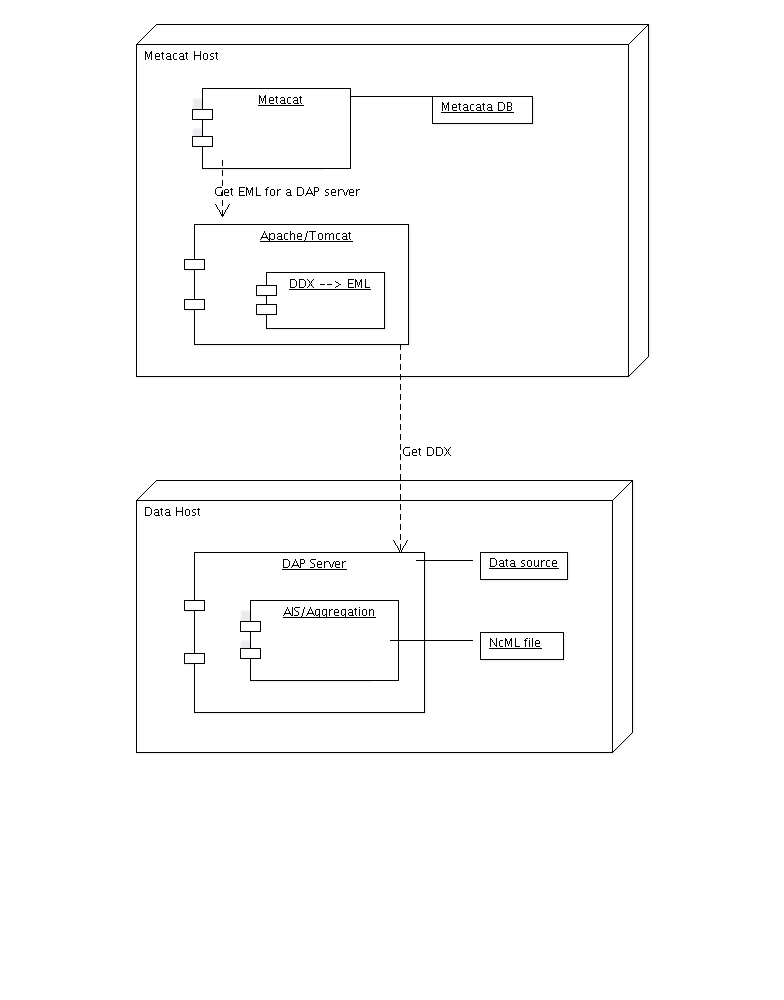 Metacat Host
Metacat
Metacata DB
Get EML for a DAP server
Apache/Tomcat
DDX --> EML
Get DDX
Data Host
DAP Server
Data source
AIS/Aggregation
NcML file